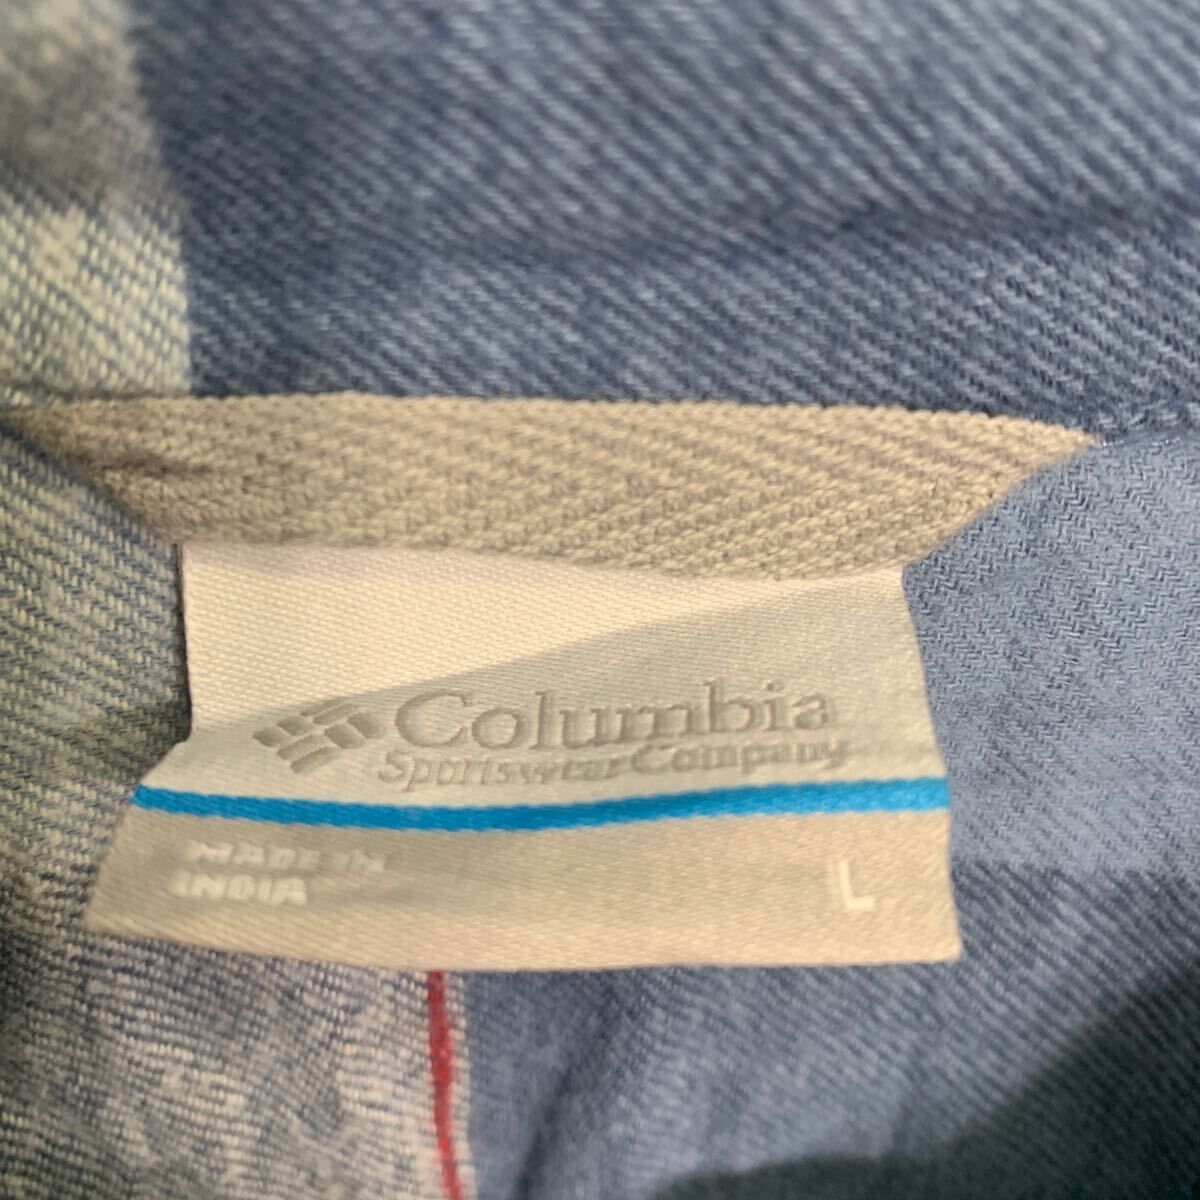 Columbia
Sportswear Company
MADE IN
INDIA
L